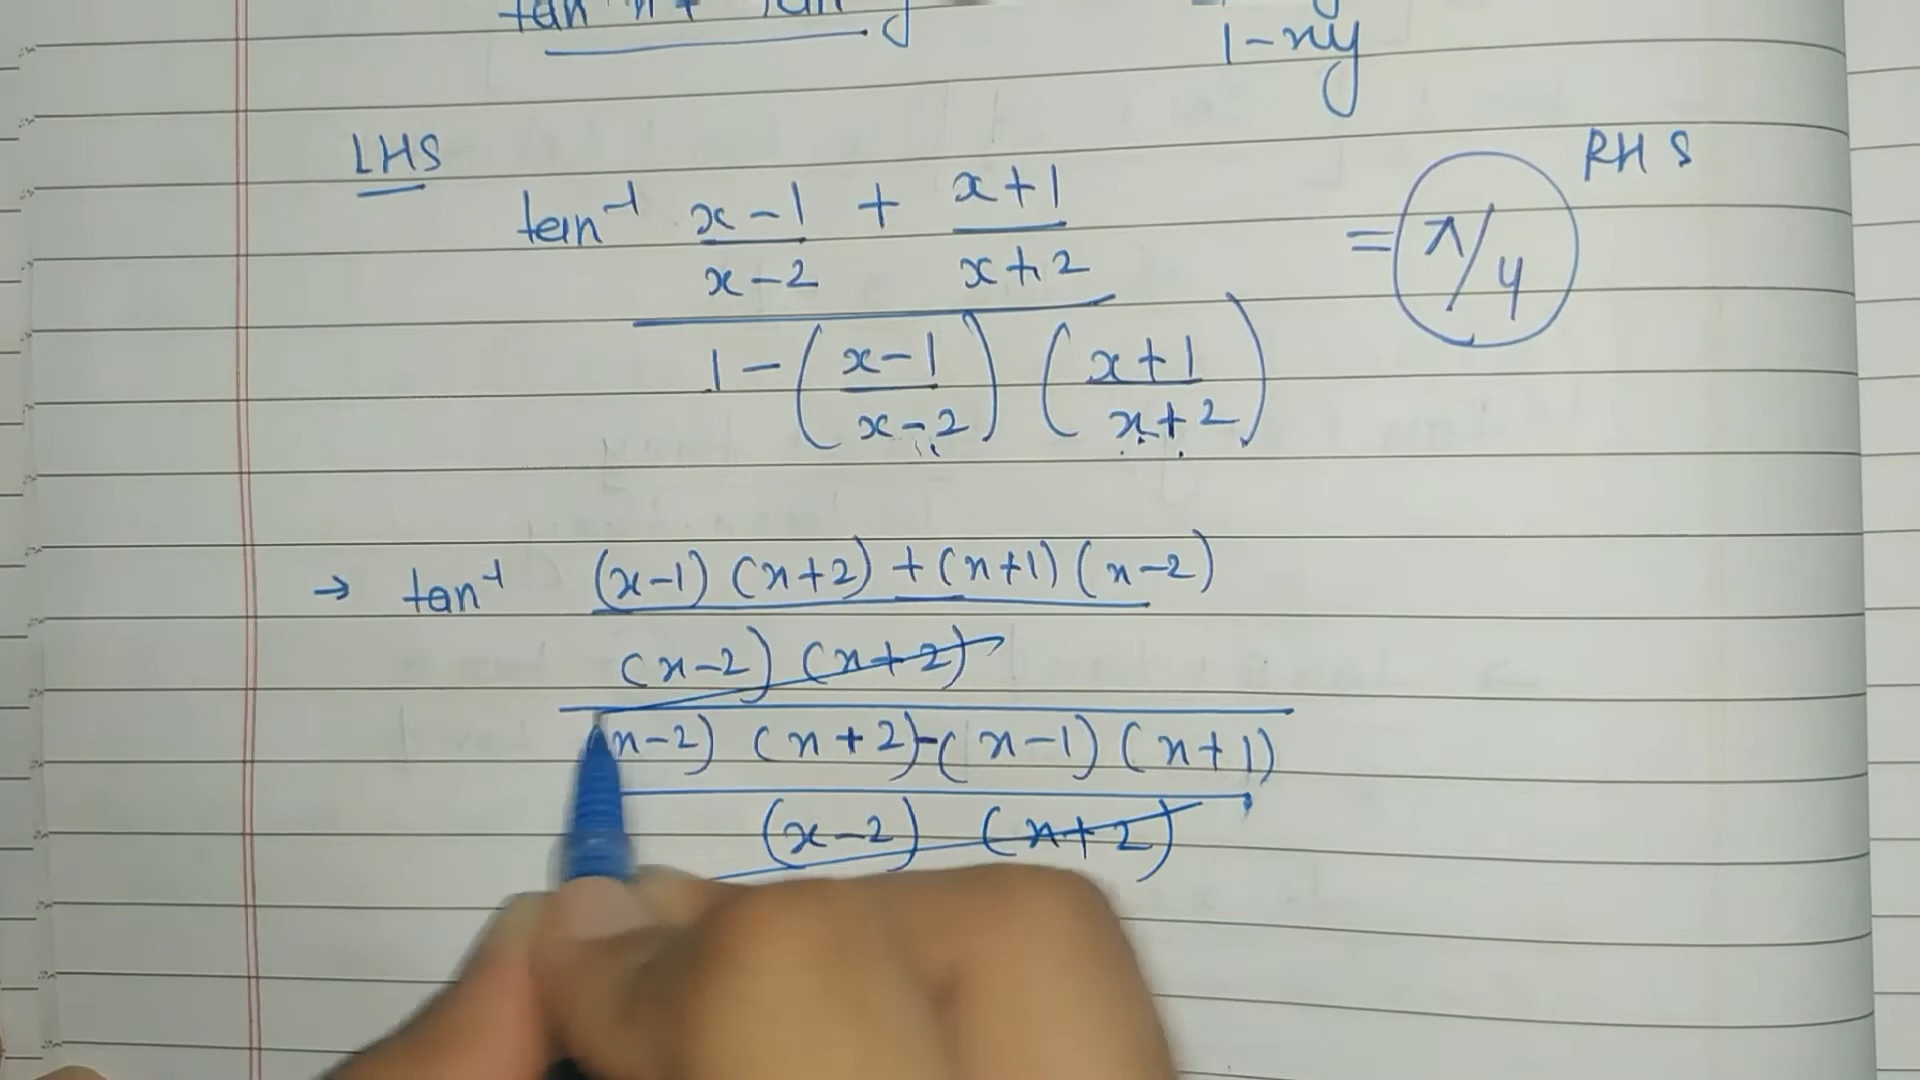 1-xy
LHS
RHS
tan⁻¹ x-1 + x+1
x-2 x+2
= π/4
1-(x-1) (x+1)
x-2 x+2
→ tan⁻¹ (x-1) (x+2) + (x+1) (x-2)
(x-2) (x+2)
(x-2) (x+2)-(x-1) (x+1)
(x-2) (x+2)